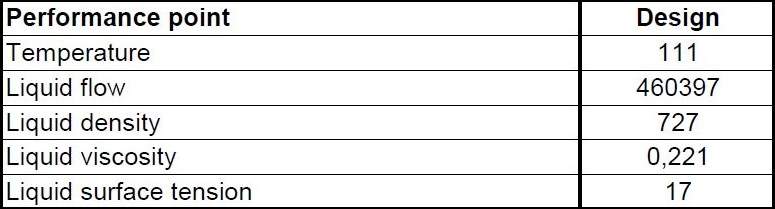 Performance point Design
Temperature 111
Liquid flow 460397
Liquid density 727
Liquid viscosity 0,221
Liquid surface tension 17